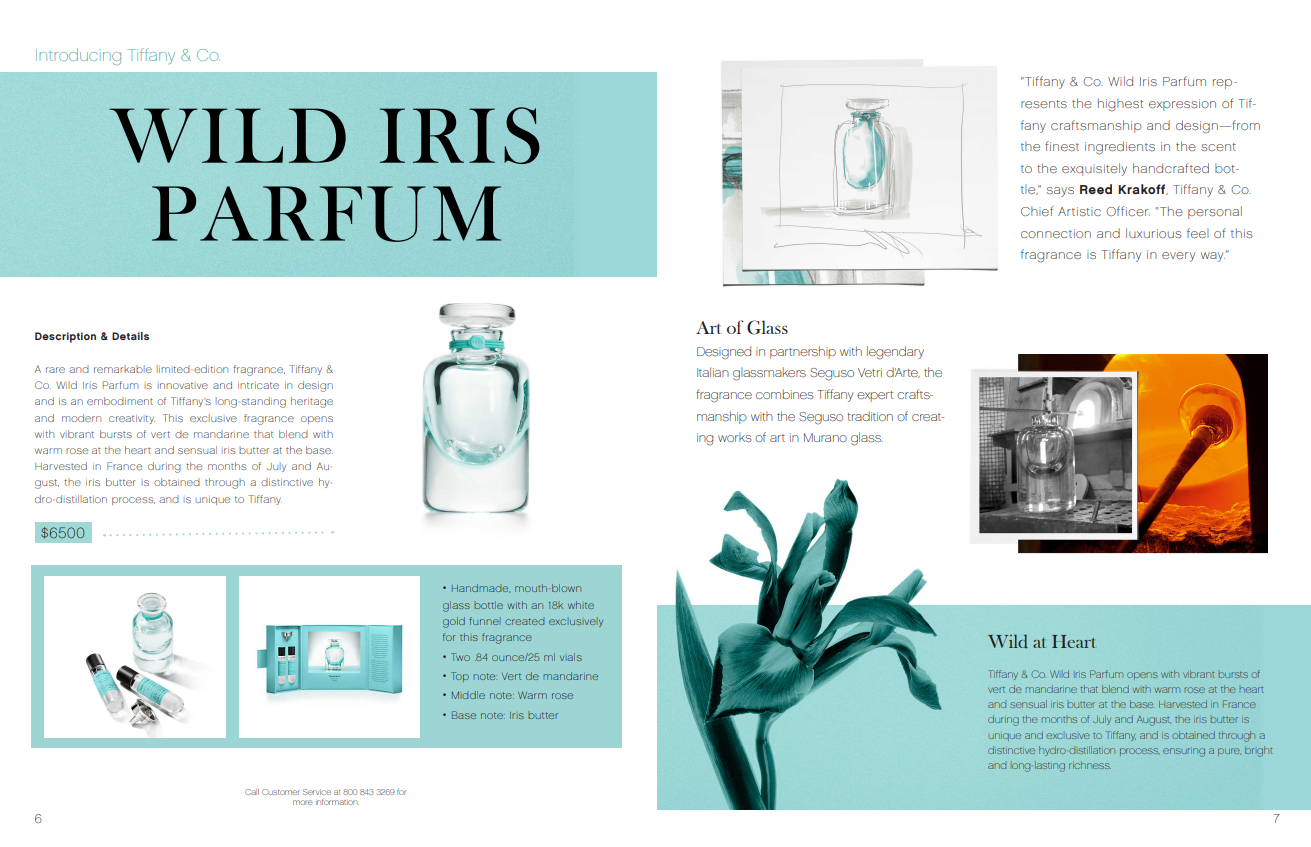 Introducing Tiffany & Co.
WILD IRIS
PARFUM
Description & Details
A rare and remarkable limited-edition fragrance, Tiffany &
Co. Wild Iris Parfum is innovative and intricate in design
and is an embodiment of Tiffany's long-standing heritage
and modern creativity. This exclusive fragrance opens
with vibrant bursts of vert de mandarine that blend with
warm rose at the heart and sensual iris butter at the base.
Harvested in France during the months of July and Au-
gust, the iris butter is obtained through a distinctive hy-
dro-distillation process, and is unique to Tiffany.
$6500
• Handmade, mouth-blown
glass bottle with an 18k white
gold funnel created exclusively
for this fragrance
• Two .84 ounce/25 ml vials
• Top note: Vert de mandarine
• Middle note: Warm rose
• Base note: Iris butter
Call Customer Service at 800 843 3269 for
more information.
6
"Tiffany & Co. Wild Iris Parfum rep-
resents the highest expression of Tif-
fany craftsmanship and design—from
the finest ingredients in the scent
to the exquisitely handcrafted bot-
tle," says Reed Krakoff, Tiffany & Co.
Chief Artistic Officer. "The personal
connection and luxurious feel of this
fragrance is Tiffany in every way."
Art of Glass
Designed in partnership with legendary
Italian glassmakers Seguso Vetri d'Arte, the
fragrance combines Tiffany expert crafts-
manship with the Seguso tradition of creat-
ing works of art in Murano glass.
Wild at Heart
Tiffany & Co. Wild Iris Parfum opens with vibrant bursts of
vert de mandarine that blend with warm rose at the heart
and sensual iris butter at the base. Harvested in France
during the months of July and August, the iris butter is
unique and exclusive to Tiffany, and is obtained through a
distinctive hydro-distillation process, ensuring a pure, bright
and long-lasting richness.
7